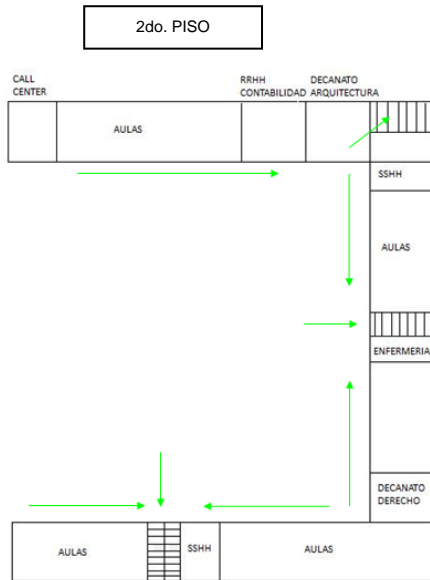 2do. PISO
CALL
CENTER
RRHH
CONTABILIDAD
DECANATO
ARQUITECTURA
AULAS
SSHH
AULAS
ENFERMERIA
DECANATO
DERECHO
AULAS
SSHH
AULAS